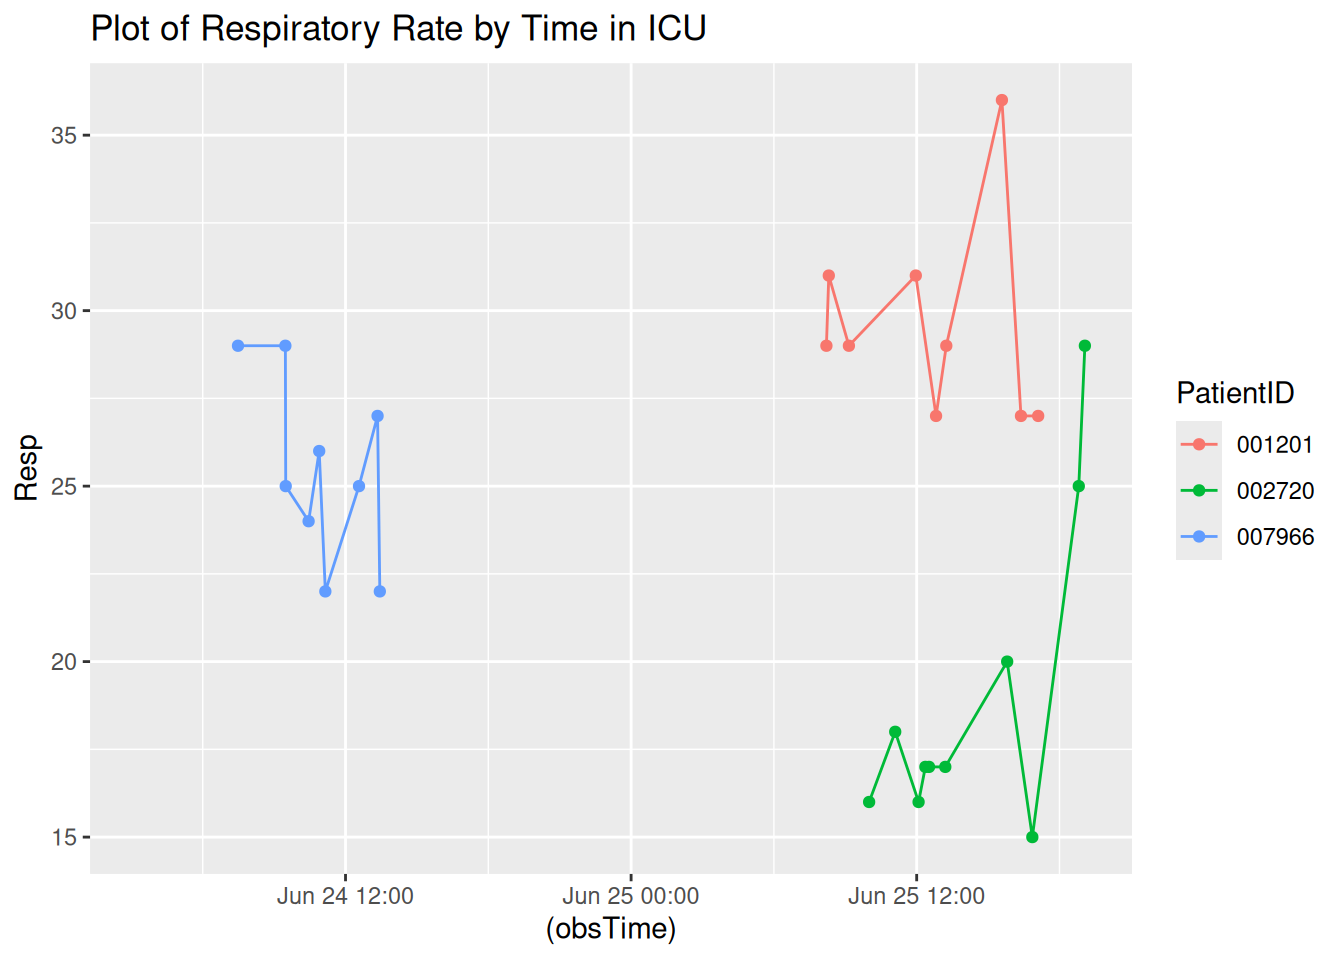 Plot of Respiratory Rate by Time in ICU
Resp
35
30
25
20
15
Jun 24 12:00
Jun 25 00:00
Jun 25 12:00
(obsTime)
PatientID
001201
002720
007966